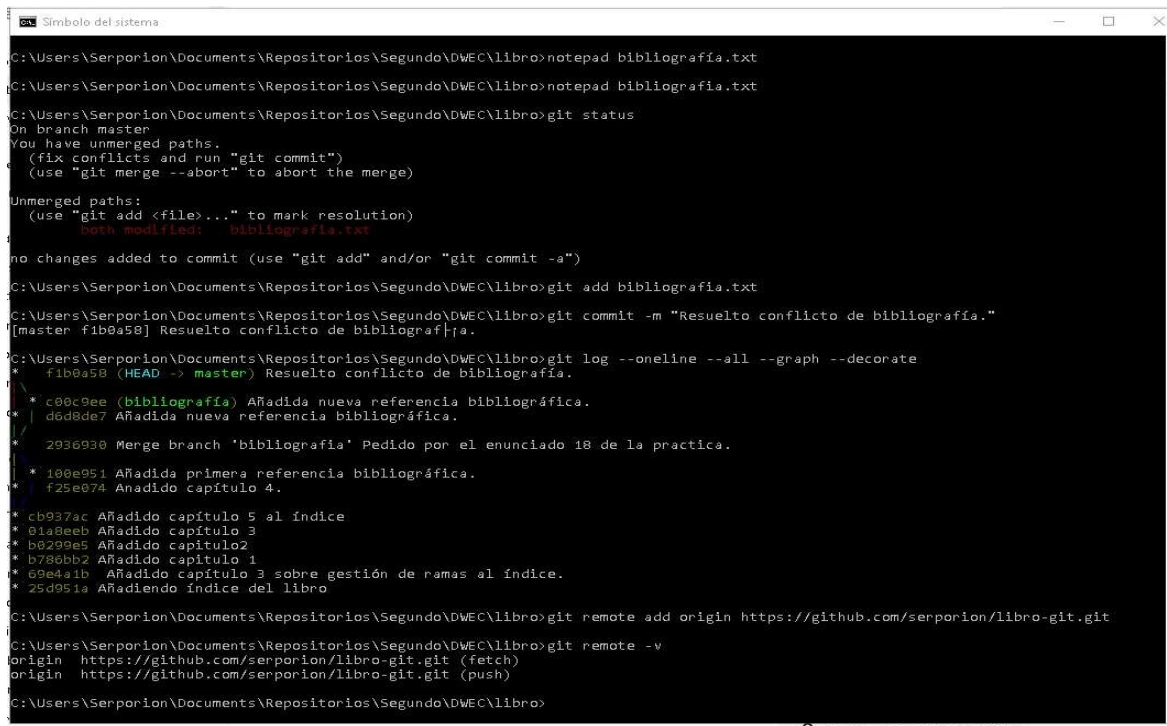 Símbolo del sistema
C:\Users\Serporion\Documents\Repositorios\Segundo\DWEC\libro>notepad bibliografía.txt
C:\Users\Serporion\Documents\Repositorios\Segundo\DWEC\libro>notepad bibliografia.txt
C:\Users\Serporion\Documents\Repositorios\Segundo\DWEC\libro>git status
On branch master
You have unmerged paths.
  (fix conflicts and run "git commit")
  (use "git merge --abort" to abort the merge)
Unmerged paths:
  (use "git add <file>..." to mark resolution)
        both modified:   bibliografia.txt
no changes added to commit (use "git add" and/or "git commit -a")
C:\Users\Serporion\Documents\Repositorios\Segundo\DWEC\libro>git add bibliografia.txt
C:\Users\Serporion\Documents\Repositorios\Segundo\DWEC\libro>git commit -m "Resuelto conflicto de bibliografía."
[master f1b0a58] Resuelto conflicto de bibliograf├¡a.
C:\Users\Serporion\Documents\Repositorios\Segundo\DWEC\libro>git log --oneline --all --graph --decorate
*   f1b0a58 (HEAD -> master) Resuelto conflicto de bibliografía.
|\
| * c00c9ee (bibliografía) Añadida nueva referencia bibliográfica.
* | d6d8de7 Añadida nueva referencia bibliográfica.
|/
*   2936930 Merge branch 'bibliografia' Pedido por el enunciado 18 de la practica.
|\
| * 100e951 Añadida primera referencia bibliográfica.
* | f25e074 Anadido capítulo 4.
|/
* cb937ac Añadido capítulo 5 al índice
* 01a8eeb Añadido capítulo 3
* b0299e5 Añadido capitulo2
* b786bb2 Añadido capitulo 1
* 69e4a1b  Añadido capítulo 3 sobre gestión de ramas al índice.
* 25d951a Añadiendo índice del libro
C:\Users\Serporion\Documents\Repositorios\Segundo\DWEC\libro>git remote add origin https://github.com/serporion/libro-git.git
C:\Users\Serporion\Documents\Repositorios\Segundo\DWEC\libro>git remote -v
origin  https://github.com/serporion/libro-git.git (fetch)
origin  https://github.com/serporion/libro-git.git (push)
C:\Users\Serporion\Documents\Repositorios\Segundo\DWEC\libro>